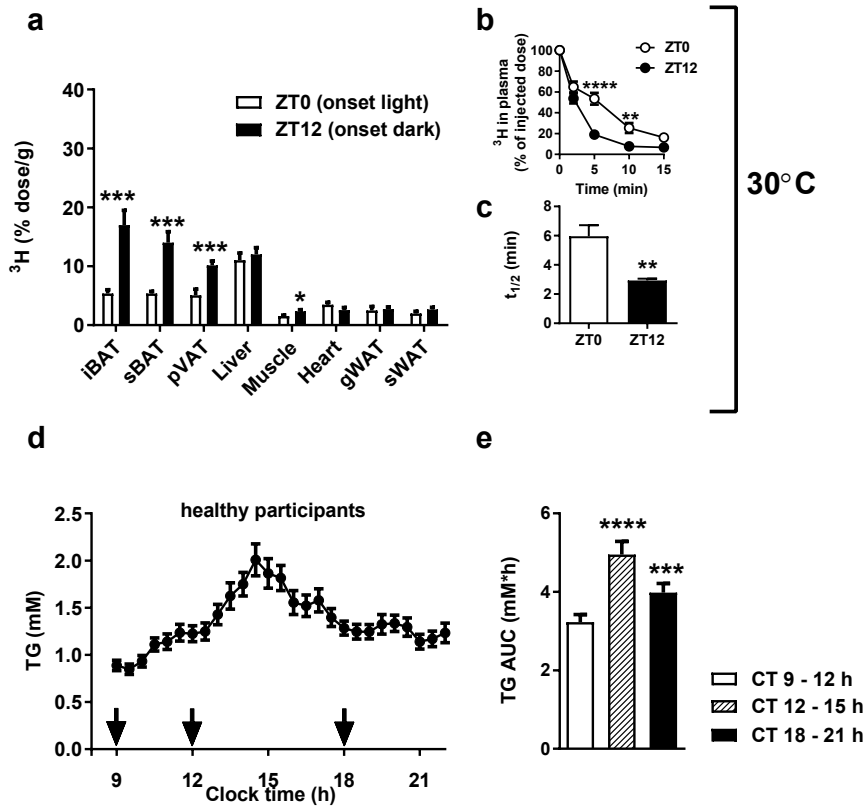 a
³H (% dose/g)
50
40
30
20
10
0
ZT0 (onset light)
ZT12 (onset dark)
***
***
***
*
iBAT
sBAT
pVAT
Liver
Muscle
Heart
gWAT
sWAT
b
³H in plasma
(% of injected dose)
100
80
60
40
20
0
ZT0
ZT12
****
**
0 5 10 15
Time (min)
c
t1/2 (min)
8
6
4
2
0
**
ZT0 ZT12
30°C
d
healthy participants
TG (mM)
2.5
2.0
1.5
1.0
0.5
0.0
9 12 15 18 21
Clock time (h)
e
TG AUC (mM*h)
6
4
2
0
****
***
CT 9 - 12 h
CT 12 - 15 h
CT 18 - 21 h